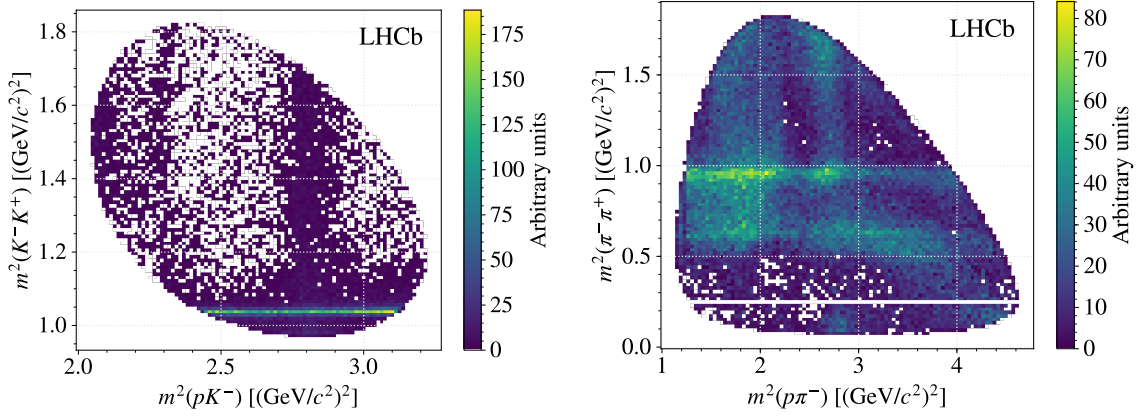 LHCb
m²(K⁻K⁺) [(GeV/c²)²]
1.8
1.6
1.4
1.2
1.0
2.0 2.5 3.0
m²(pK⁻) [(GeV/c²)²]
175
150
125
100
75
50
25
0
Arbitrary units
LHCb
m²(π⁻π⁺) [(GeV/c²)²]
1.5
1.0
0.5
0.0
1 2 3 4
m²(pπ⁻) [(GeV/c²)²]
80
70
60
50
40
30
20
10
0
Arbitrary units